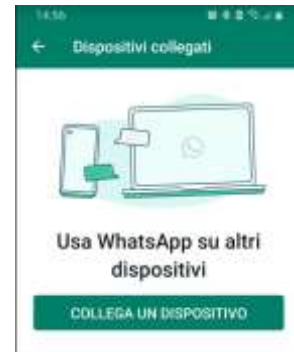 14:56
Dispositivi collegati
Usa WhatsApp su altri
dispositivi
COLLEGA UN DISPOSITIVO